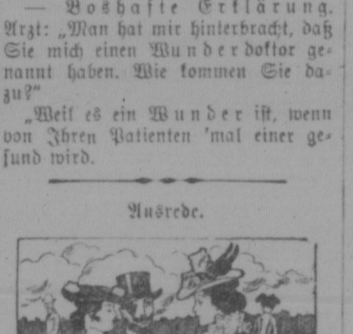 — Boshafte Erklärung.
Arzt: „Man hat mir hinterbracht, daß
Sie mich einen Wunderdoktor ge-
nannt haben. Wie kommen Sie da-
zu?"
„Weil es ein Wunder ist, wenn
von Ihren Patienten 'mal einer ge-
sund wird.
Ausrede.